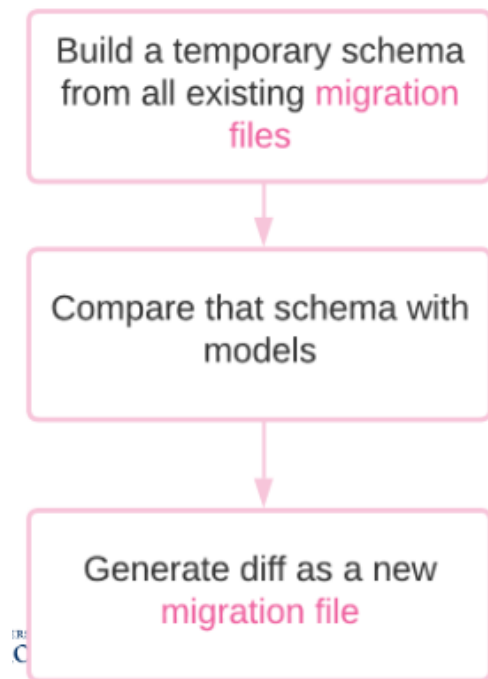 Build a temporary schema
from all existing migration
files
Compare that schema with
models
Generate diff as a new
migration file